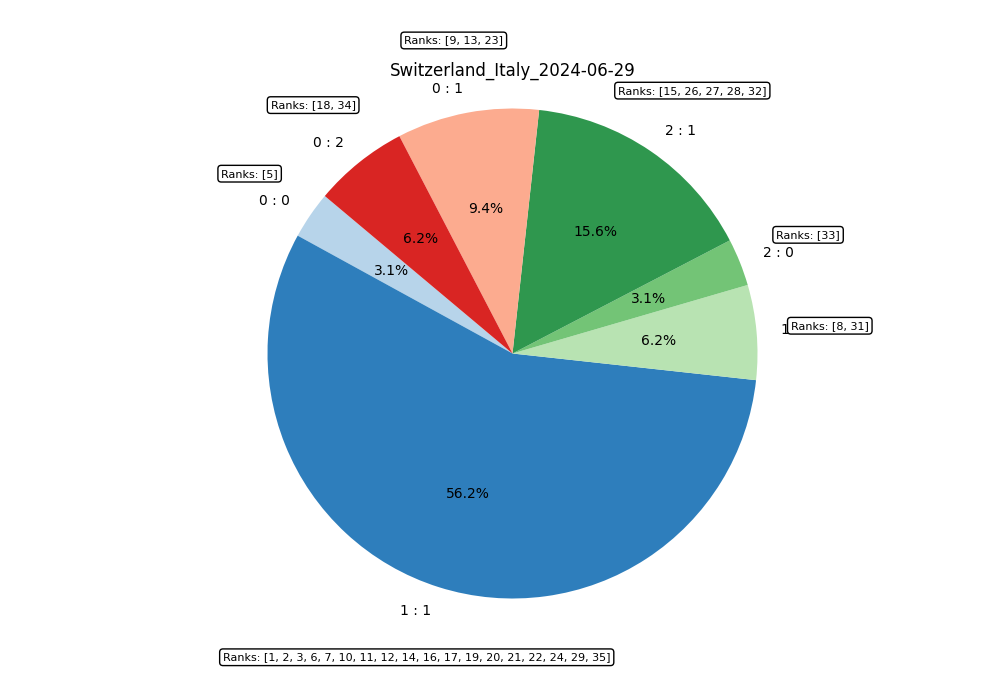 Ranks: [9, 13, 23]
Switzerland_Italy_2024-06-29
0 : 1
Ranks: [15, 26, 27, 28, 32]
2 : 1
Ranks: [18, 34]
0 : 2
Ranks: [5]
0 : 0
9.4%
15.6%
6.2%
3.1%
Ranks: [33]
2 : 0
3.1%
1
Ranks: [8, 31]
6.2%
56.2%
1 : 1
Ranks: [1, 2, 3, 6, 7, 10, 11, 12, 14, 16, 17, 19, 20, 21, 22, 24, 29, 35]